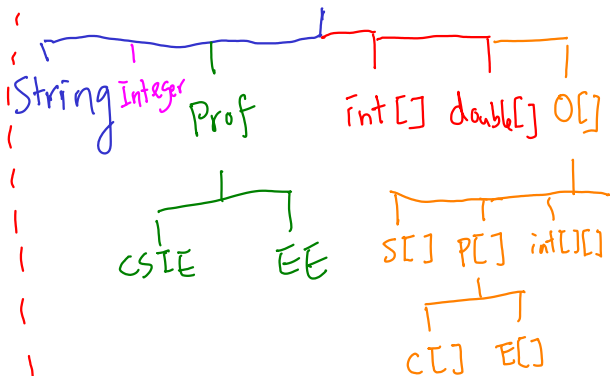 String Integer Prof int[] double[] O[]
CSIE EE S[] P[] int[][]
C[] E[]